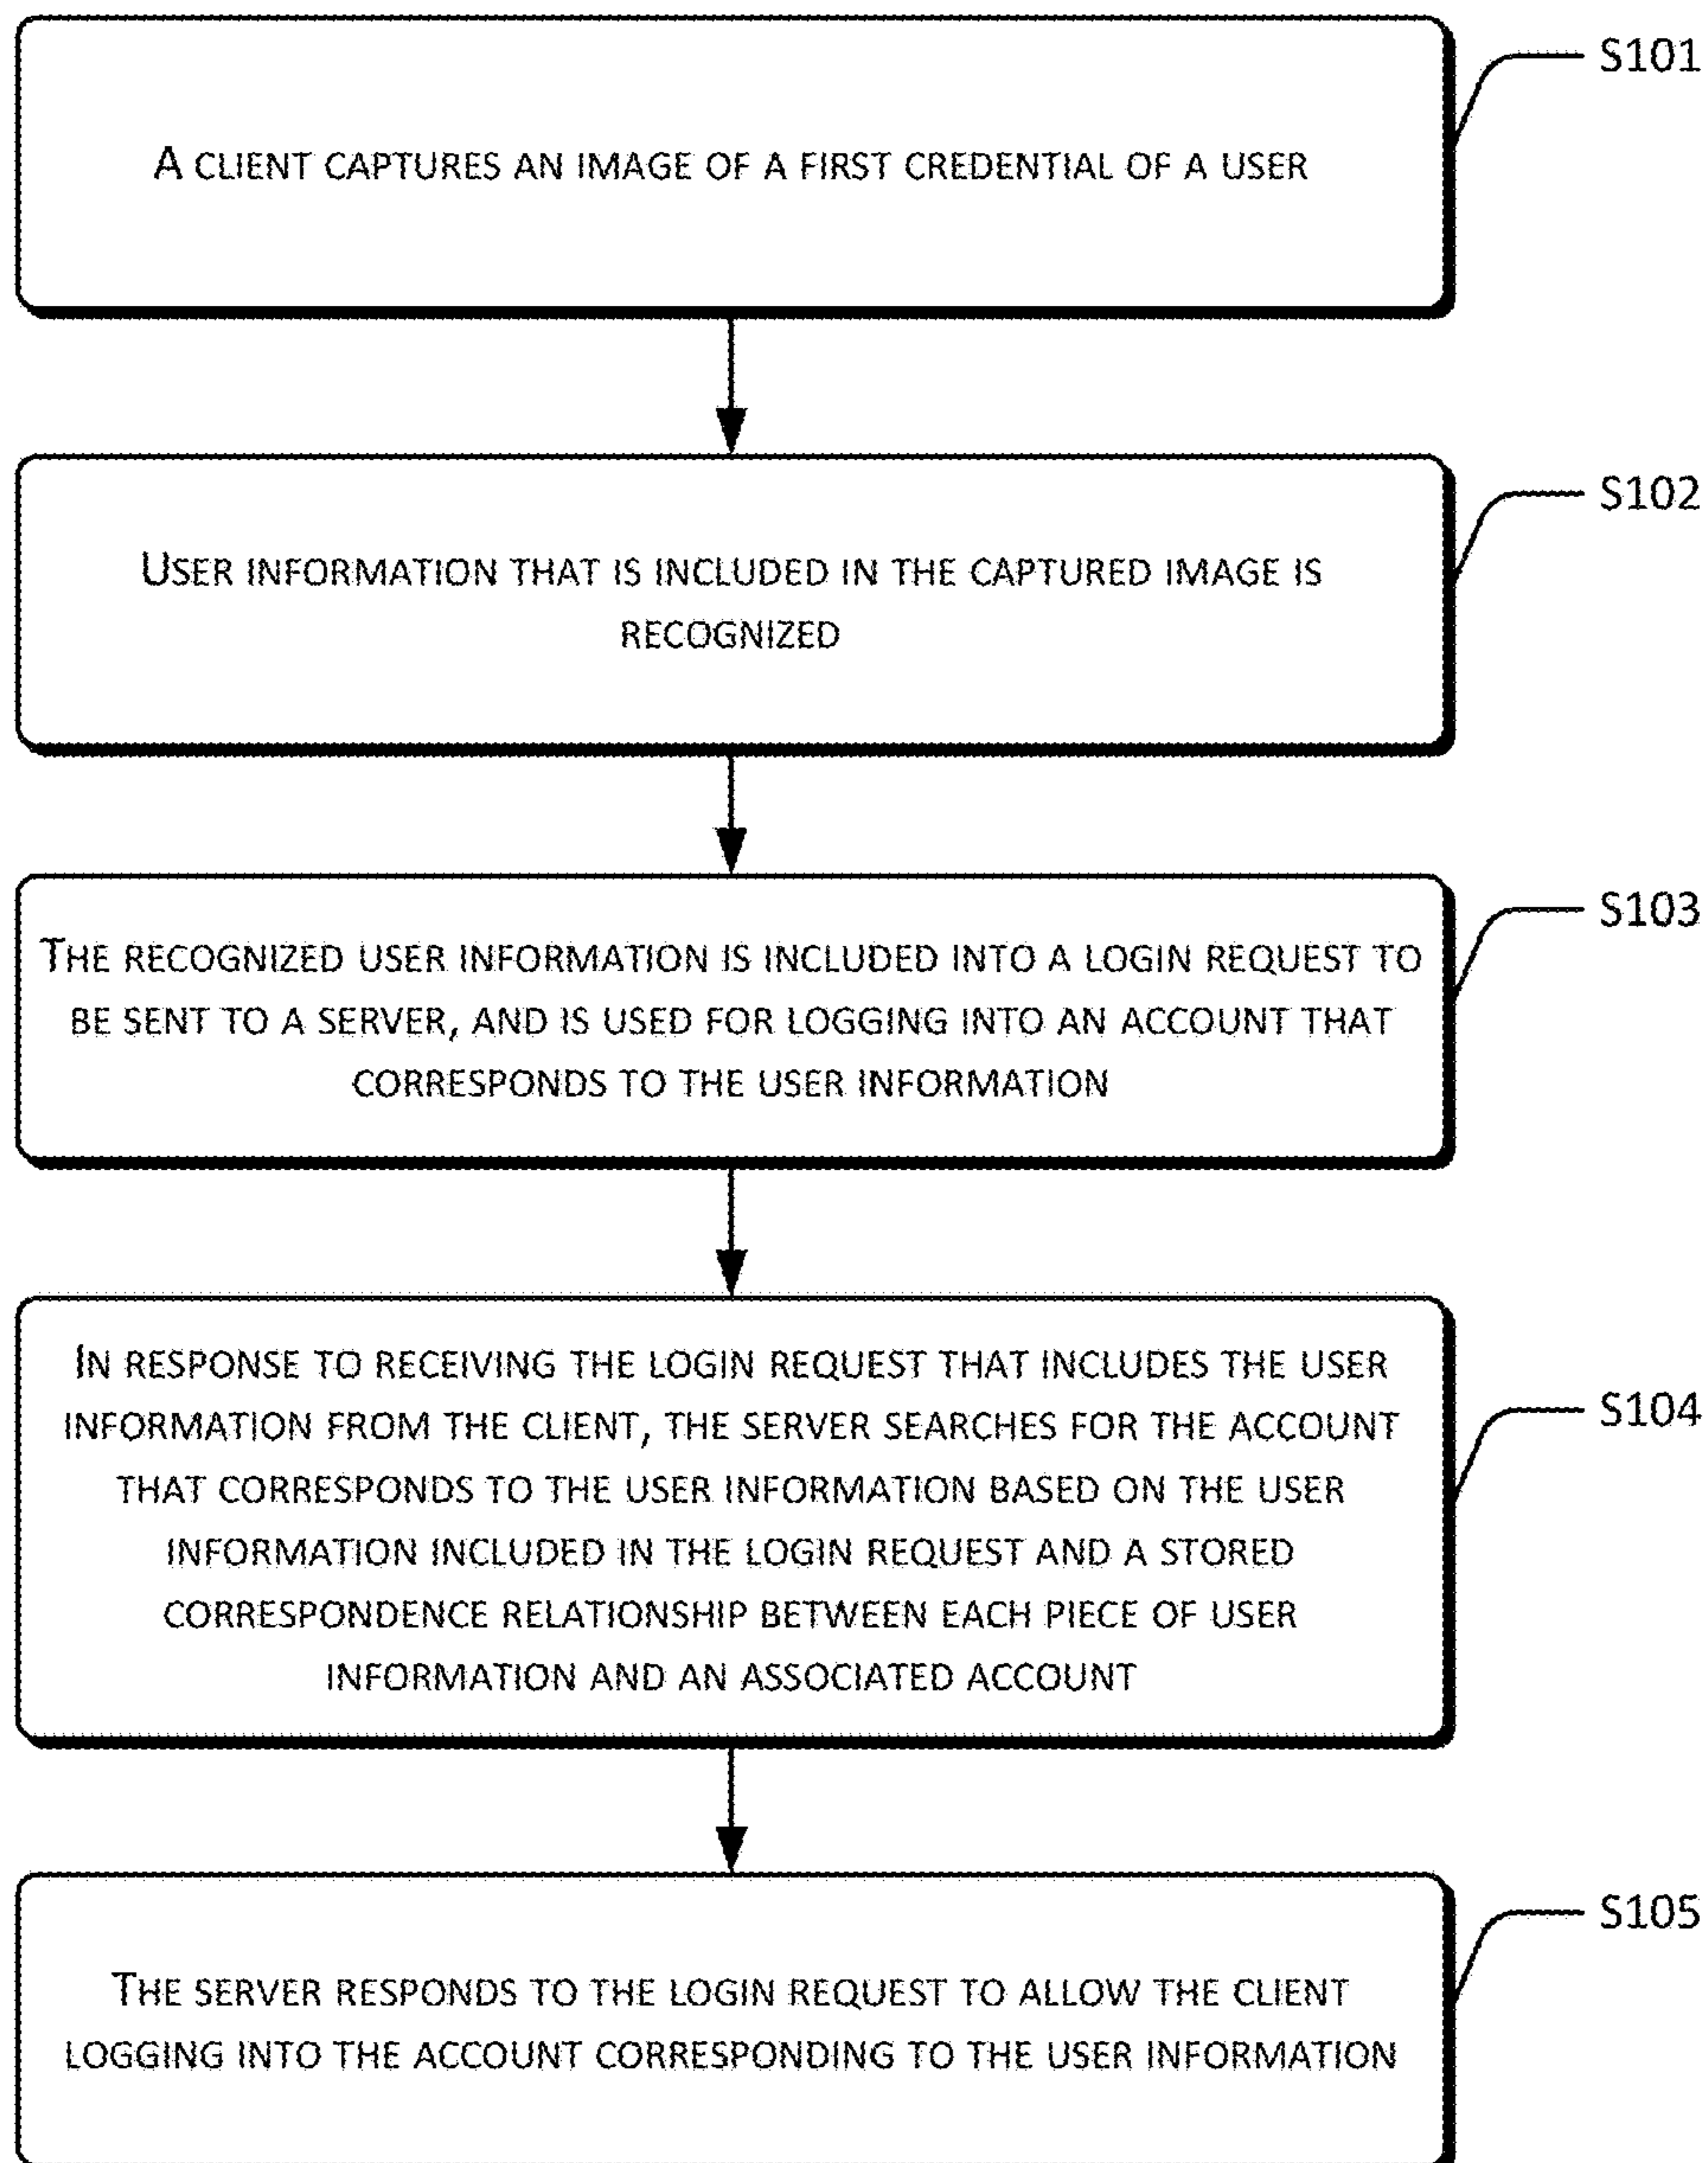 S101
A CLIENT CAPTURES AN IMAGE OF A FIRST CREDENTIAL OF A USER
S102
USER INFORMATION THAT IS INCLUDED IN THE CAPTURED IMAGE IS
RECOGNIZED
S103
THE RECOGNIZED USER INFORMATION IS INCLUDED INTO A LOGIN REQUEST TO
BE SENT TO A SERVER, AND IS USED FOR LOGGING INTO AN ACCOUNT THAT
CORRESPONDS TO THE USER INFORMATION
S104
IN RESPONSE TO RECEIVING THE LOGIN REQUEST THAT INCLUDES THE USER
INFORMATION FROM THE CLIENT, THE SERVER SEARCHES FOR THE ACCOUNT
THAT CORRESPONDS TO THE USER INFORMATION BASED ON THE USER
INFORMATION INCLUDED IN THE LOGIN REQUEST AND A STORED
CORRESPONDENCE RELATIONSHIP BETWEEN EACH PIECE OF USER
INFORMATION AND AN ASSOCIATED ACCOUNT
S105
THE SERVER RESPONDS TO THE LOGIN REQUEST TO ALLOW THE CLIENT
LOGGING INTO THE ACCOUNT CORRESPONDING TO THE USER INFORMATION